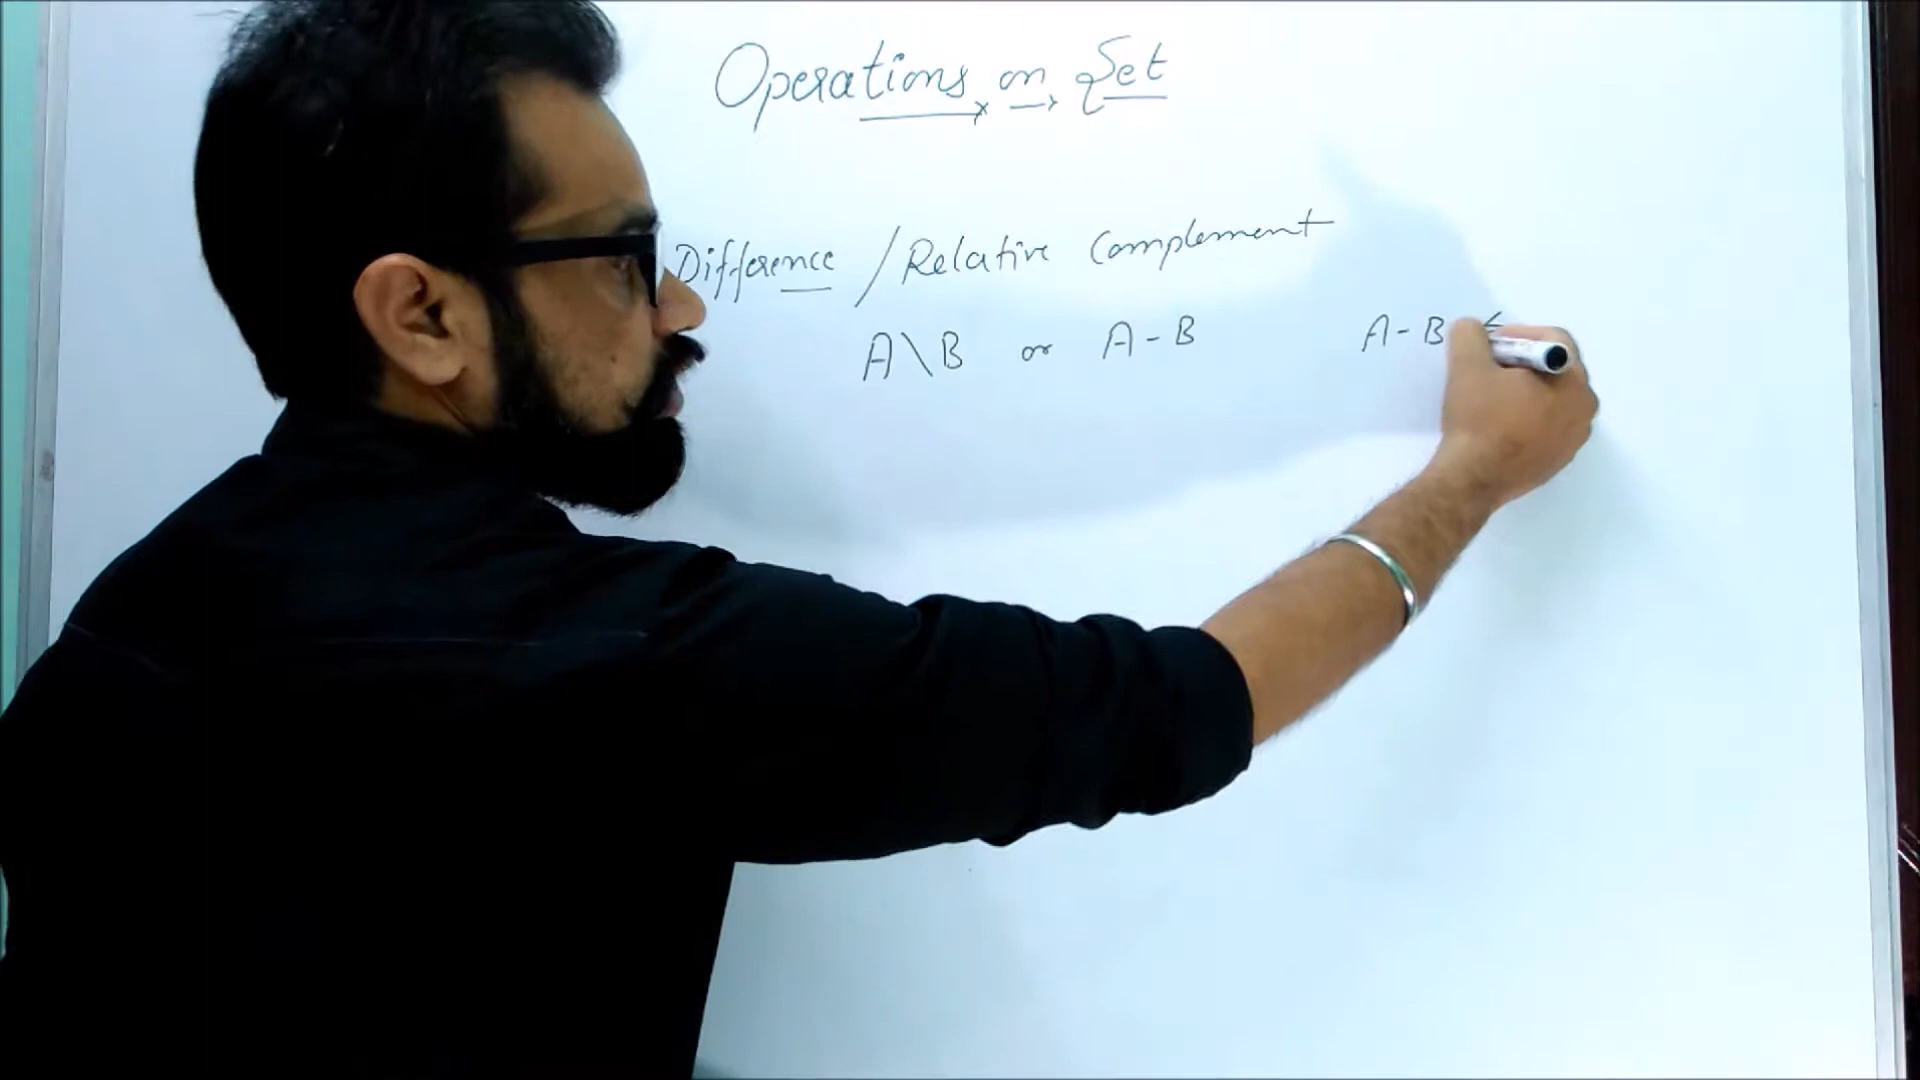 Operations on Set
Difference / Relative Complement
A\B or A-B A-B